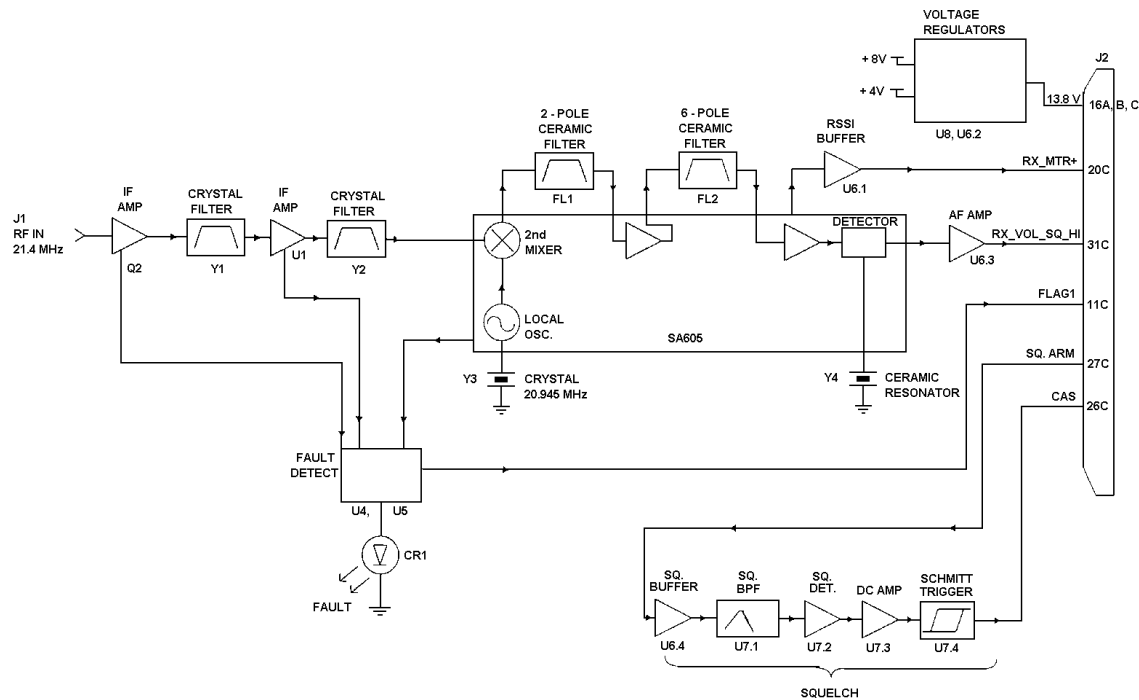 VOLTAGE
REGULATORS
+ 8V
+ 4V
U8, U6.2
J2
13.8 V
16A, B, C
2 - POLE
CERAMIC
FILTER
FL1
6 - POLE
CERAMIC
FILTER
FL2
RSSI
BUFFER
U6.1
RX_MTR+
20C
J1
RF IN
21.4 MHz
IF
AMP
Q2
CRYSTAL
FILTER
Y1
IF
AMP
U1
CRYSTAL
FILTER
Y2
2nd
MIXER
DETECTOR
AF AMP
U6.3
RX_VOL_SQ_HI
31C
LOCAL
OSC.
SA605
FLAG1
11C
Y3
CRYSTAL
20.945 MHz
Y4
CERAMIC
RESONATOR
SQ. ARM
27C
CAS
26C
FAULT
DETECT
U4,
U5
CR1
FAULT
SQ.
BUFFER
U6.4
SQ.
BPF
U7.1
SQ.
DET.
U7.2
DC AMP
U7.3
SCHMITT
TRIGGER
U7.4
SQUELCH